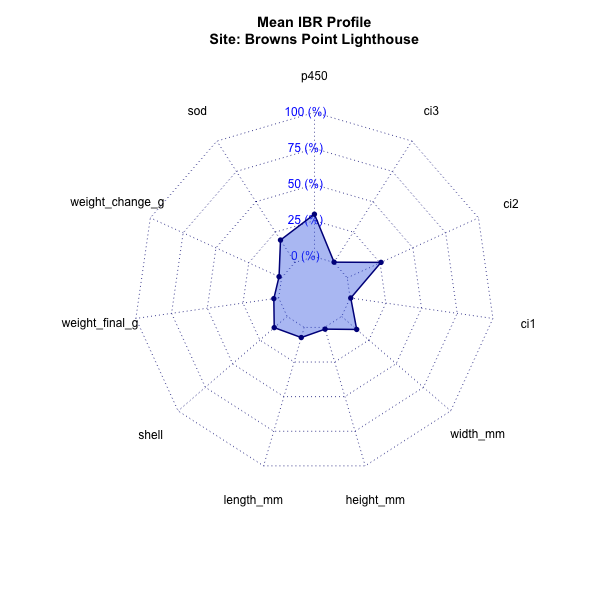 Mean IBR Profile
Site: Browns Point Lighthouse
p450
sod
100 (%)
ci3
75 (%)
50 (%)
weight_change_g
ci2
25 (%)
0 (%)
weight_final_g
ci1
shell
width_mm
length_mm
height_mm